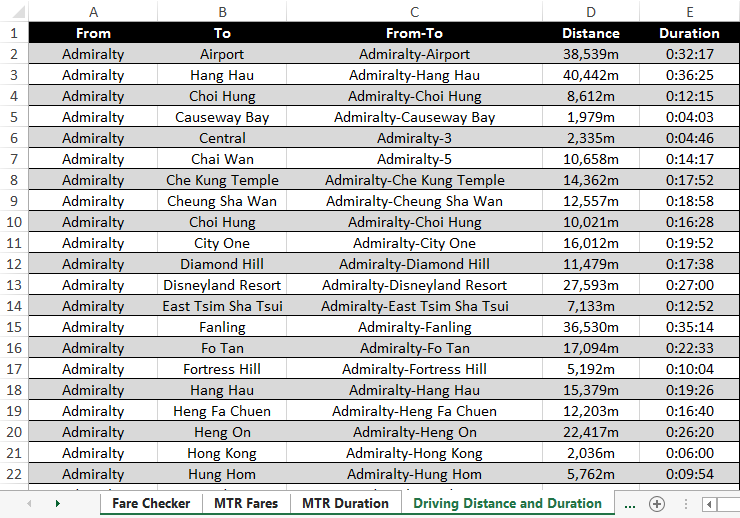 A B C D E
1 From To From-To Distance Duration
2 Admiralty Airport Admiralty-Airport 38,539m 0:32:17
3 Admiralty Hang Hau Admiralty-Hang Hau 40,442m 0:36:25
4 Admiralty Choi Hung Admiralty-Choi Hung 8,612m 0:12:15
5 Admiralty Causeway Bay Admiralty-Causeway Bay 1,979m 0:04:03
6 Admiralty Central Admiralty-3 2,335m 0:04:46
7 Admiralty Chai Wan Admiralty-5 10,658m 0:14:17
8 Admiralty Che Kung Temple Admiralty-Che Kung Temple 14,362m 0:17:52
9 Admiralty Cheung Sha Wan Admiralty-Cheung Sha Wan 12,557m 0:18:58
10 Admiralty Choi Hung Admiralty-Choi Hung 10,021m 0:16:28
11 Admiralty City One Admiralty-City One 16,012m 0:19:52
12 Admiralty Diamond Hill Admiralty-Diamond Hill 11,479m 0:17:38
13 Admiralty Disneyland Resort Admiralty-Disneyland Resort 27,593m 0:27:00
14 Admiralty East Tsim Sha Tsui Admiralty-East Tsim Sha Tsui 7,133m 0:12:52
15 Admiralty Fanling Admiralty-Fanling 36,530m 0:35:14
16 Admiralty Fo Tan Admiralty-Fo Tan 17,094m 0:22:33
17 Admiralty Fortress Hill Admiralty-Fortress Hill 5,192m 0:10:04
18 Admiralty Hang Hau Admiralty-Hang Hau 15,379m 0:19:26
19 Admiralty Heng Fa Chuen Admiralty-Heng Fa Chuen 12,203m 0:16:40
20 Admiralty Heng On Admiralty-Heng On 22,417m 0:26:20
21 Admiralty Hong Kong Admiralty-Hong Kong 2,036m 0:06:00
22 Admiralty Hung Hom Admiralty-Hung Hom 5,762m 0:09:54
Fare Checker MTR Fares MTR Duration Driving Distance and Duration ...